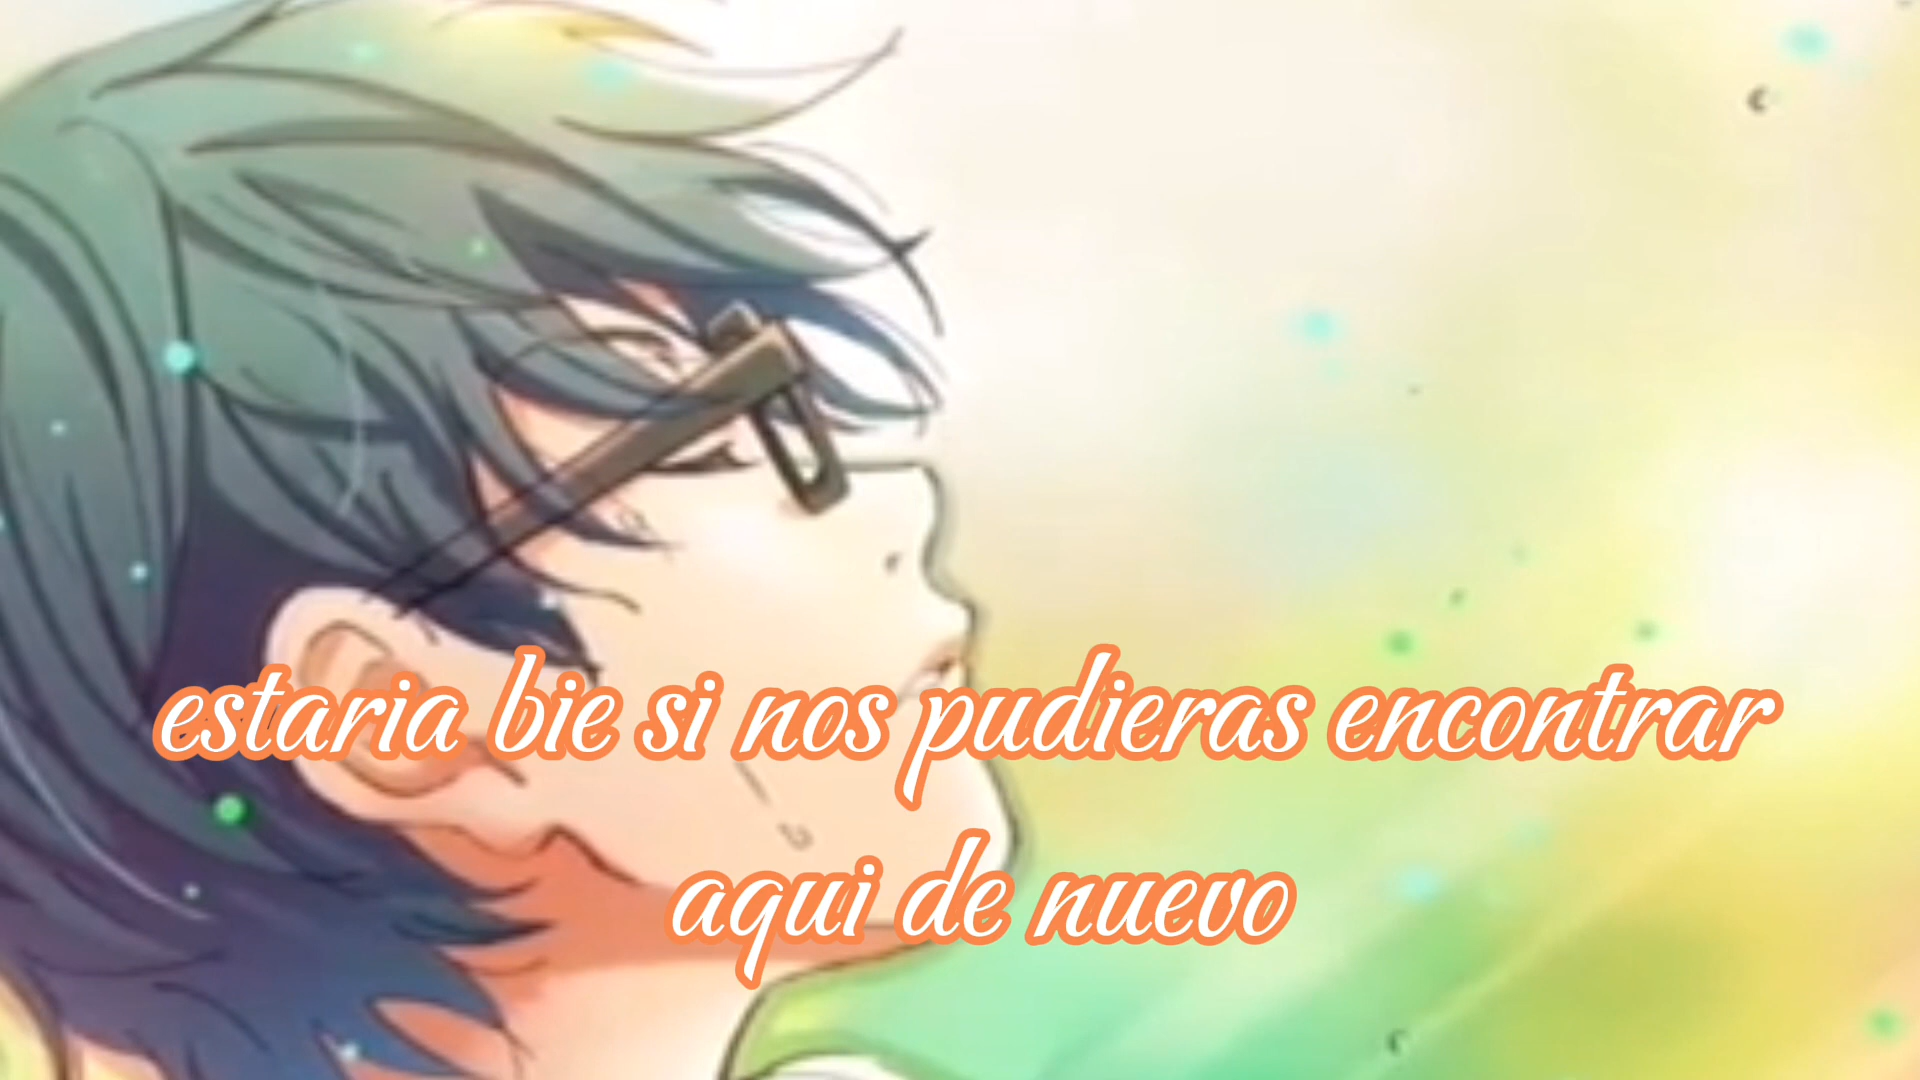 estaria bie si nos pudieras encontrar
aqui de nuevo